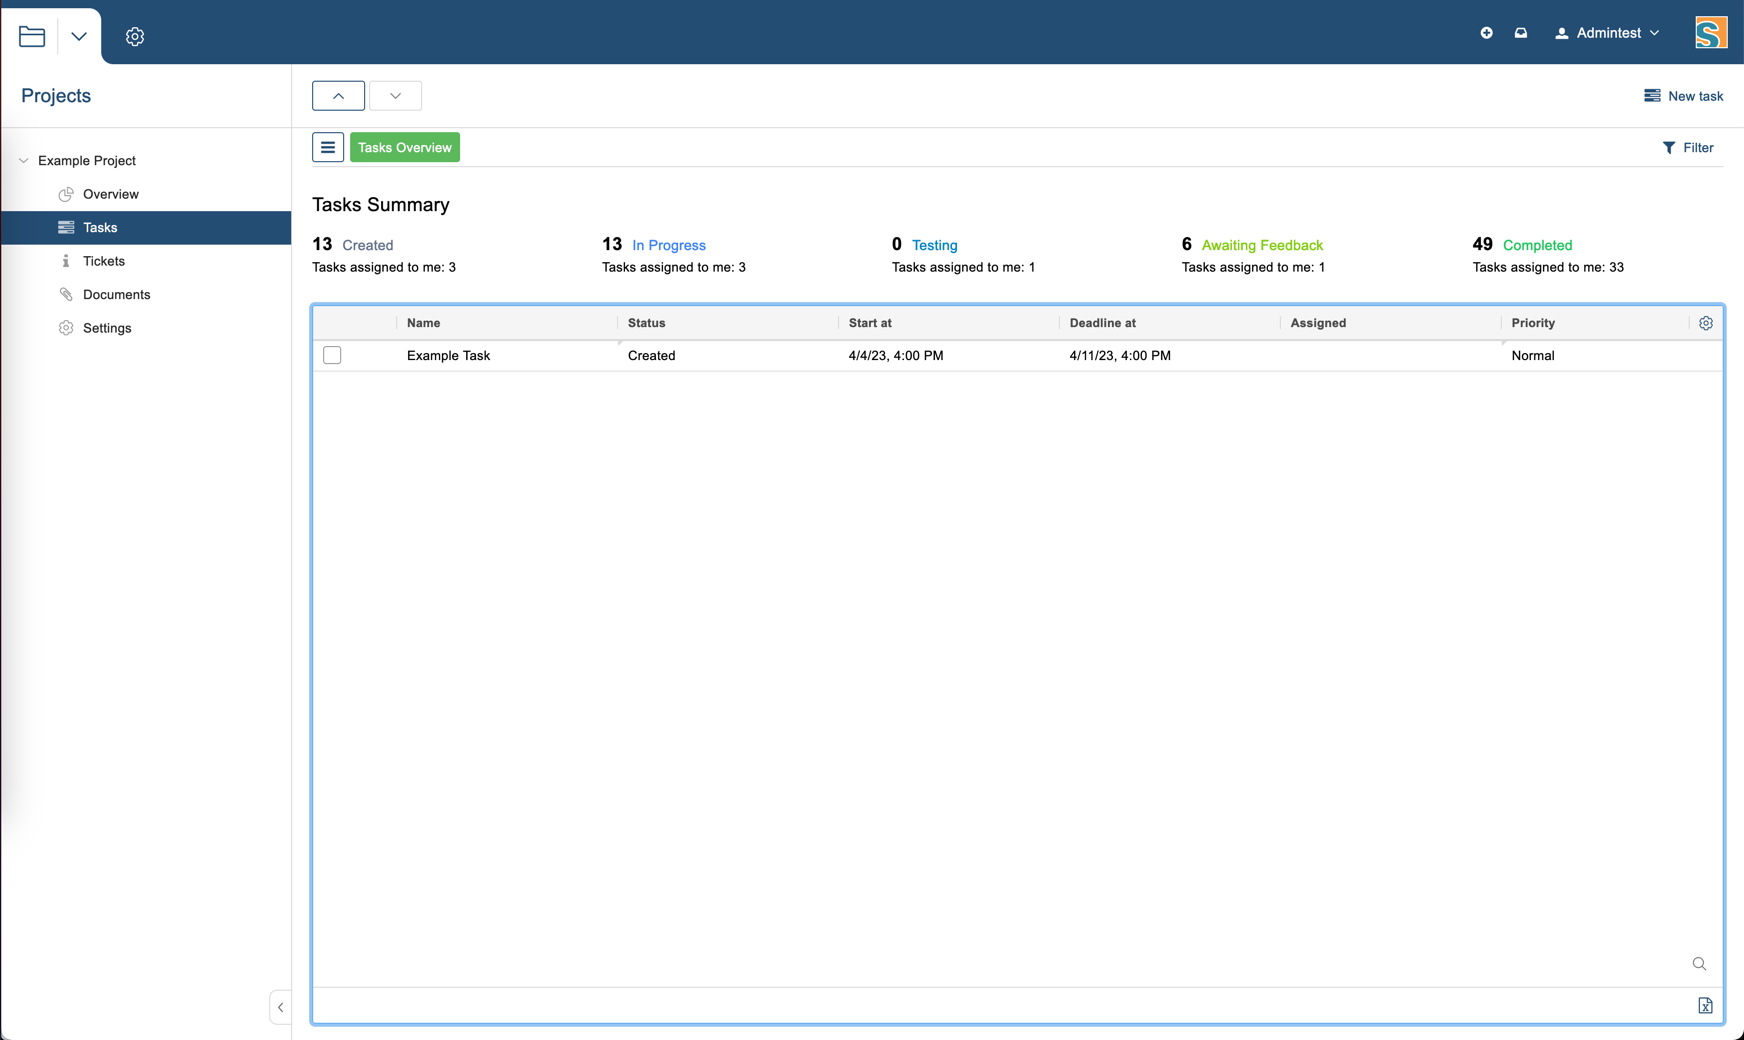 Admintest
Projects
New task
Tasks Overview
Filter
Example Project
Overview
Tasks
Tickets
Documents
Settings
Tasks Summary
13 Created
Tasks assigned to me: 3
13 In Progress
Tasks assigned to me: 3
0 Testing
Tasks assigned to me: 1
6 Awaiting Feedback
Tasks assigned to me: 1
49 Completed
Tasks assigned to me: 33
Name Status Start at Deadline at Assigned Priority
Example Task Created 4/4/23, 4:00 PM 4/11/23, 4:00 PM Normal